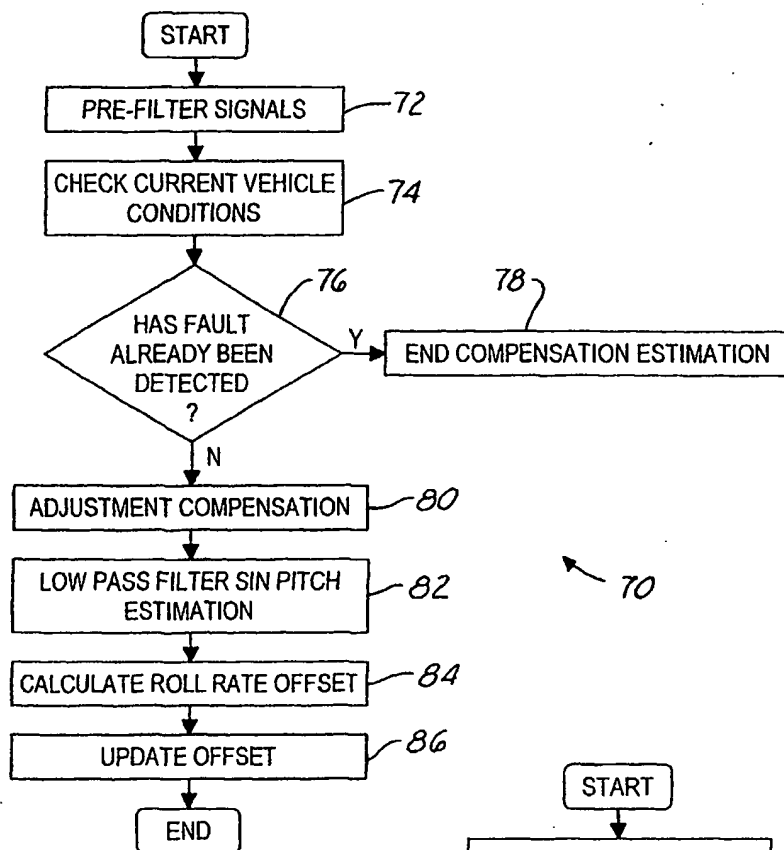 START
PRE-FILTER SIGNALS
72
CHECK CURRENT VEHICLE
CONDITIONS
74
76
HAS FAULT
ALREADY BEEN
DETECTED
?
Y
78
END COMPENSATION ESTIMATION
N
ADJUSTMENT COMPENSATION
80
LOW PASS FILTER SIN PITCH
ESTIMATION
82
70
CALCULATE ROLL RATE OFFSET
84
UPDATE OFFSET
86
END
START